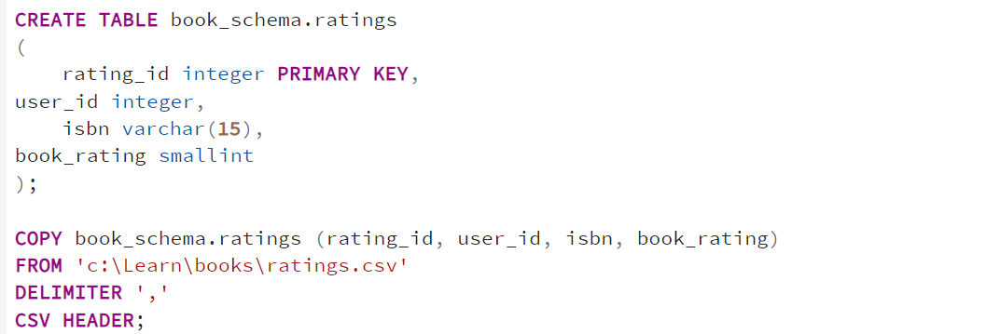 CREATE TABLE book_schema.ratings
(
    rating_id integer PRIMARY KEY,
user_id integer,
    isbn varchar(15),
book_rating smallint
);

COPY book_schema.ratings (rating_id, user_id, isbn, book_rating)
FROM 'c:\Learn\books\ratings.csv'
DELIMITER ','
CSV HEADER;